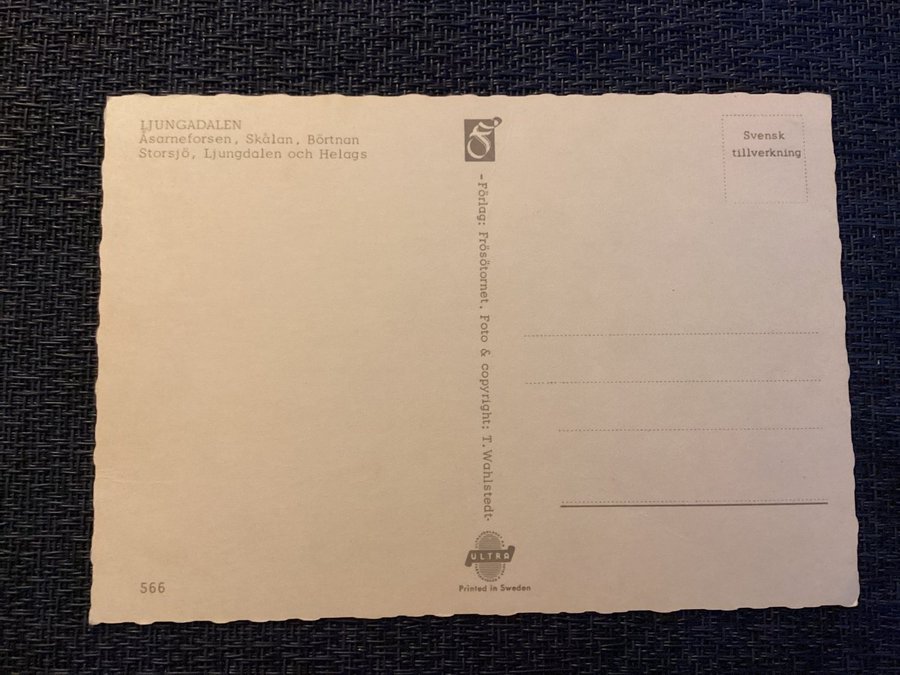 LJUNGADALEN
Åsarneforsen, Skålan, Börtnan
Storsjö, Ljungdalen och Helags
566
- Förlag: Frösötornet. Foto & copyright: T. Wahlstedt-
ULTRA
Printed in Sweden
Svensk
tillverkning